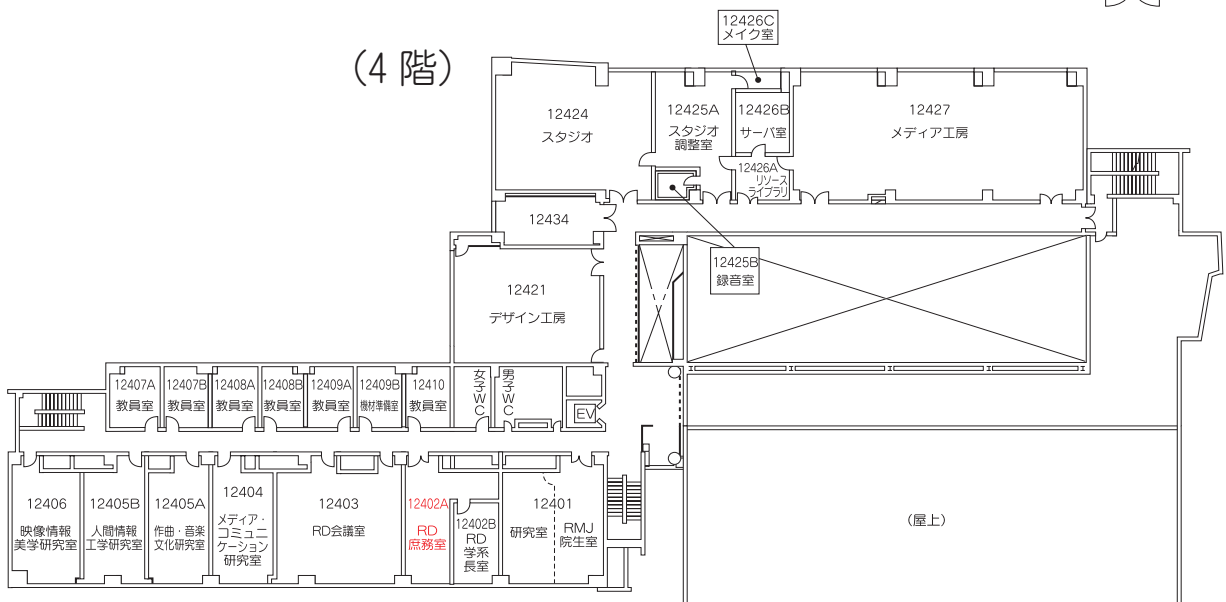 (4 階)
12426C
メイク室
12424
スタジオ
12425A
スタジオ
調整室
12426B
サーバ室
12427
メディア工房
12426A
リソース
ライブラリ
12434
12425B
録音室
12421
デザイン工房
12407A
教員室
12407B
教員室
12408A
教員室
12408B
教員室
12409A
教員室
12409B
機材準備室
12410
教員室
女子WC
男子WC
EV
12406
映像情報
美学研究室
12405B
人間情報
工学研究室
12405A
作曲・音楽
文化研究室
12404
メディア・
コミュニ
ケーション
研究室
12403
RD会議室
12402A
RD
庶務室
12402B
RD
学系
長室
12401
研究室
RMJ
院生室
(屋上)